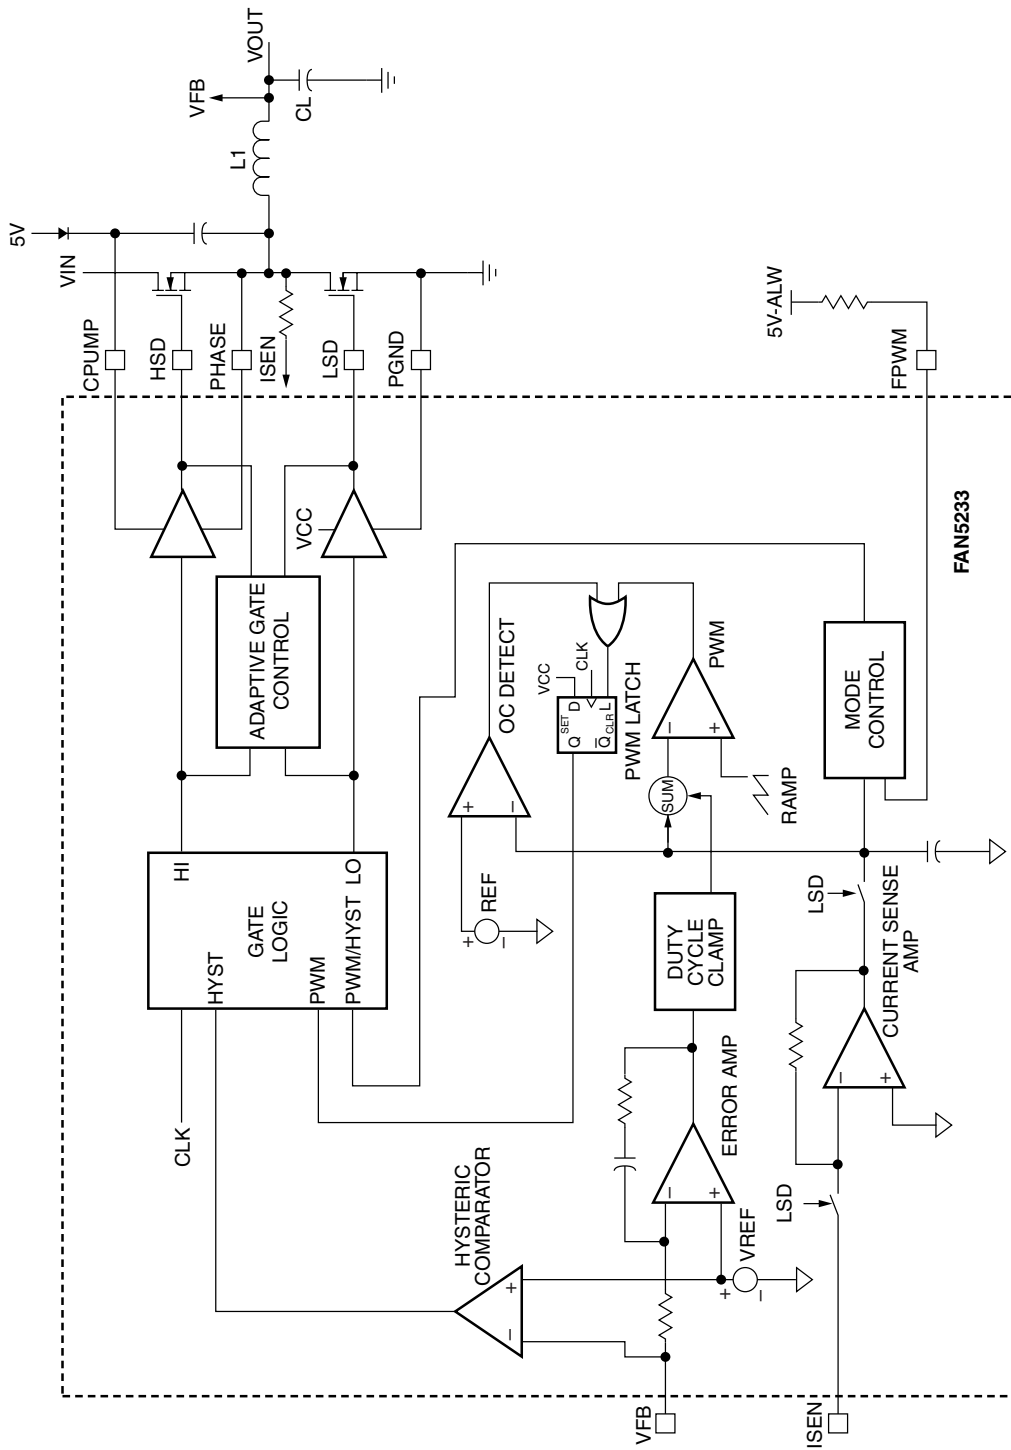 5V
VIN
CPUMP
HSD
PHASE
ISEN
LSD
PGND
L1
VFB
VOUT
CL
5V-ALW
FPWM
FAN5233
VCC
ADAPTIVE GATE
CONTROL
HI
GATE
LOGIC
HYST
PWM
PWM/HYST LO
CLK
HYSTERIC
COMPARATOR
–
+
OC DETECT
+
–
REF
+
–
VCC
CLK
SET
Q
D
Q
CLR
L
PWM LATCH
PWM
–
+
SUM
RAMP
DUTY
CYCLE
CLAMP
ERROR AMP
–
+
VREF
+
–
MODE
CONTROL
LSD
CURRENT SENSE
AMP
–
+
LSD
VFB
ISEN